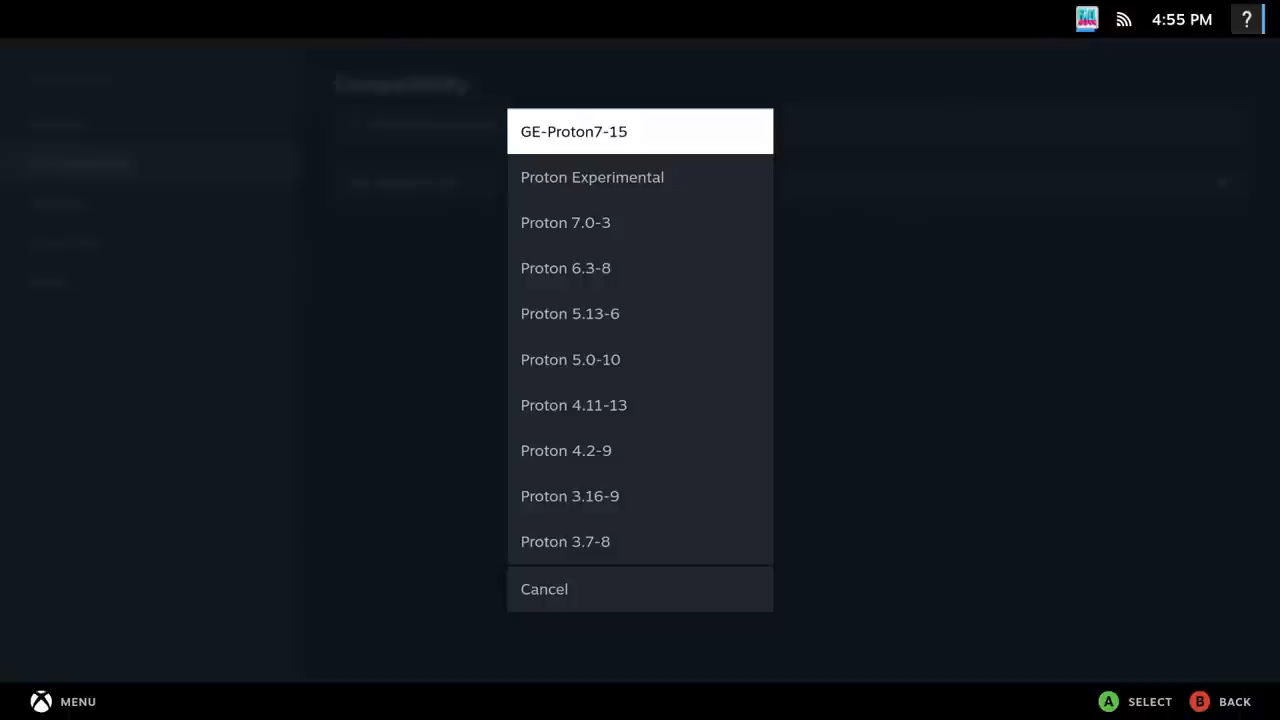 4:55 PM
?
Compatibility
GE-Proton7-15
Proton Experimental
Proton 7.0-3
Proton 6.3-8
Proton 5.13-6
Proton 5.0-10
Proton 4.11-13
Proton 4.2-9
Proton 3.16-9
Proton 3.7-8
Cancel
MENU
A SELECT B BACK